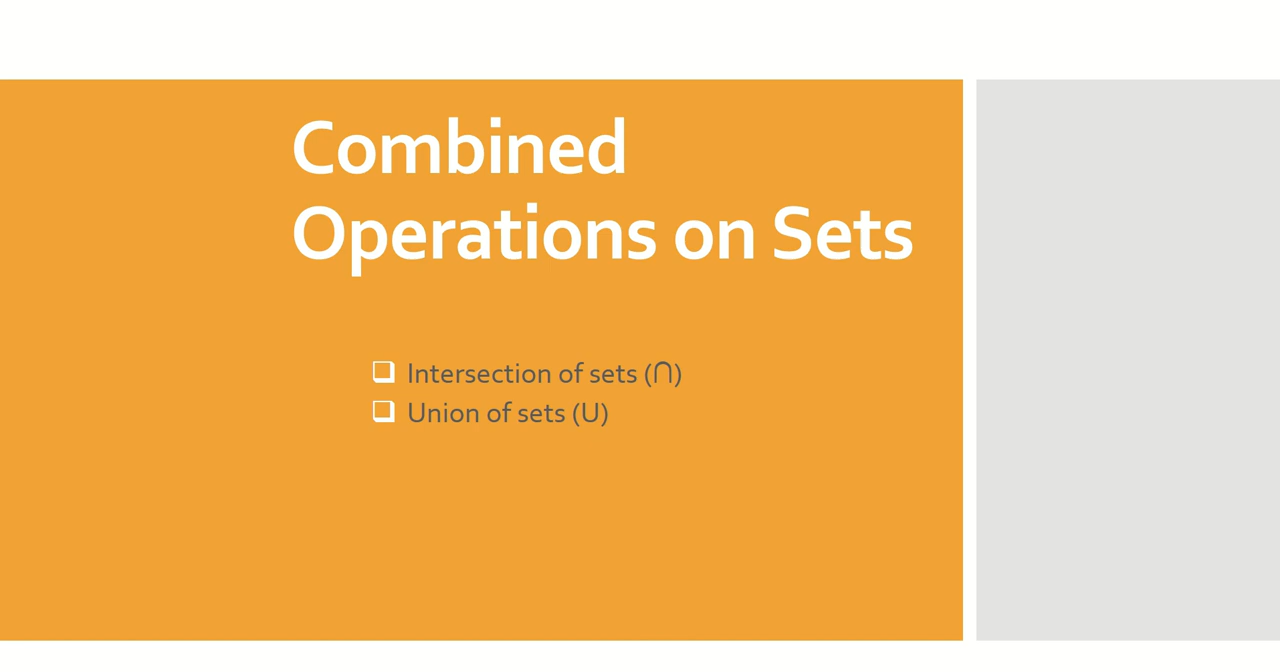 Combined
Operations on Sets
❑ Intersection of sets (∩)
❑ Union of sets (U)